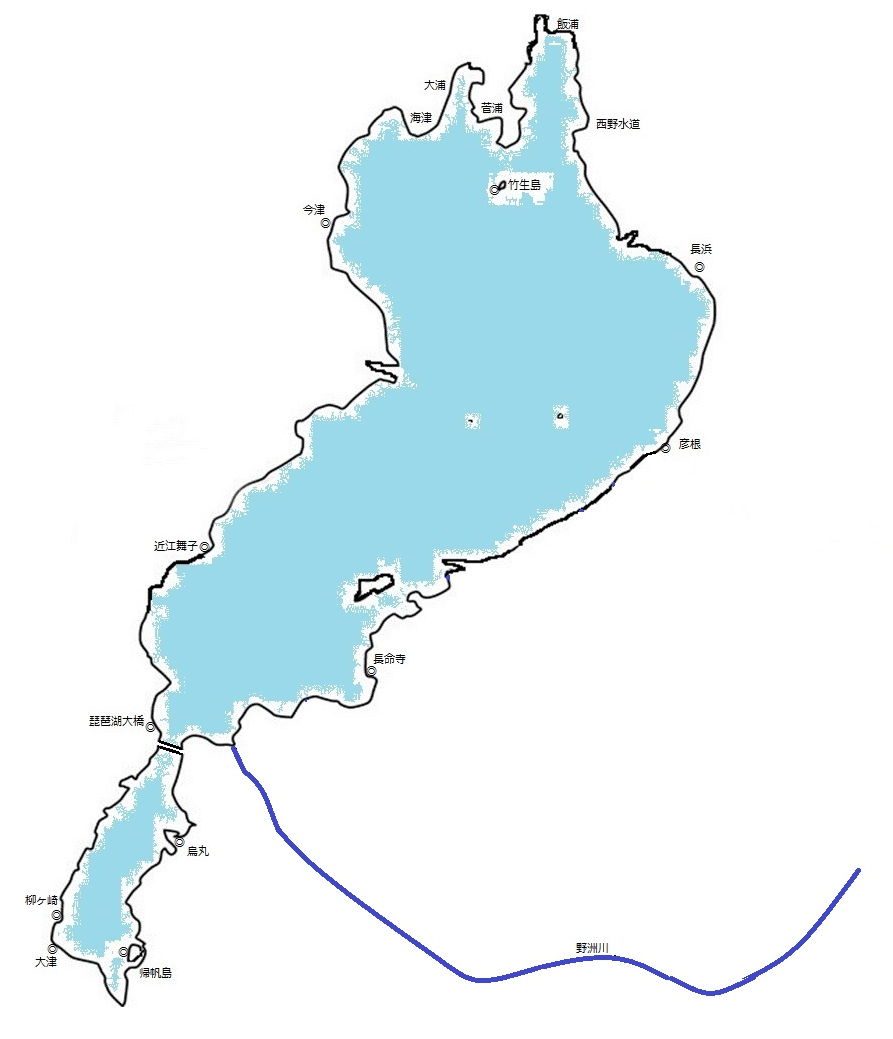 飯浦
大浦
菅浦
海津
西野水道
竹生島
今津
長浜
彦根
近江舞子
長命寺
琵琶湖大橋
烏丸
柳ヶ崎
野洲川
大津
帰帆島